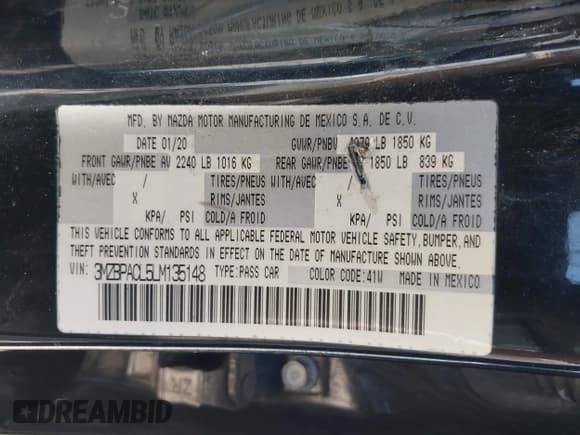 MFD. BY MAZDA MOTOR MANUFACTURING DE MEXICO S.A. DE C.V.
DATE 01/20 GVWR/PNBV LB 1850 KG
FRONT GAWR/PNBE AV 2240 LB 1016 KG REAR GAWR/PNBE 1850 LB 839 KG
WITH/AVEC / TIRES/PNEUS WITH/AVEC / TIRES/PNEUS
X RIMS/JANTES X RIMS/JANTES
KPA/ PSI COLD/A FROID KPA/ PSI COLD/A FROID
THIS VEHICLE CONFORMS TO ALL APPLICABLE FEDERAL MOTOR VEHICLE SAFETY, BUMPER, AND
THEFT PREVENTION STANDARDS IN EFFECT ON THE DATE OF MANUFACTURE SHOWN ABOVE.
VIN: 3MZBPACL5LM135148 TYPE: PASS CAR COLOR CODE: 41W MADE IN MEXICO
DREAMBID